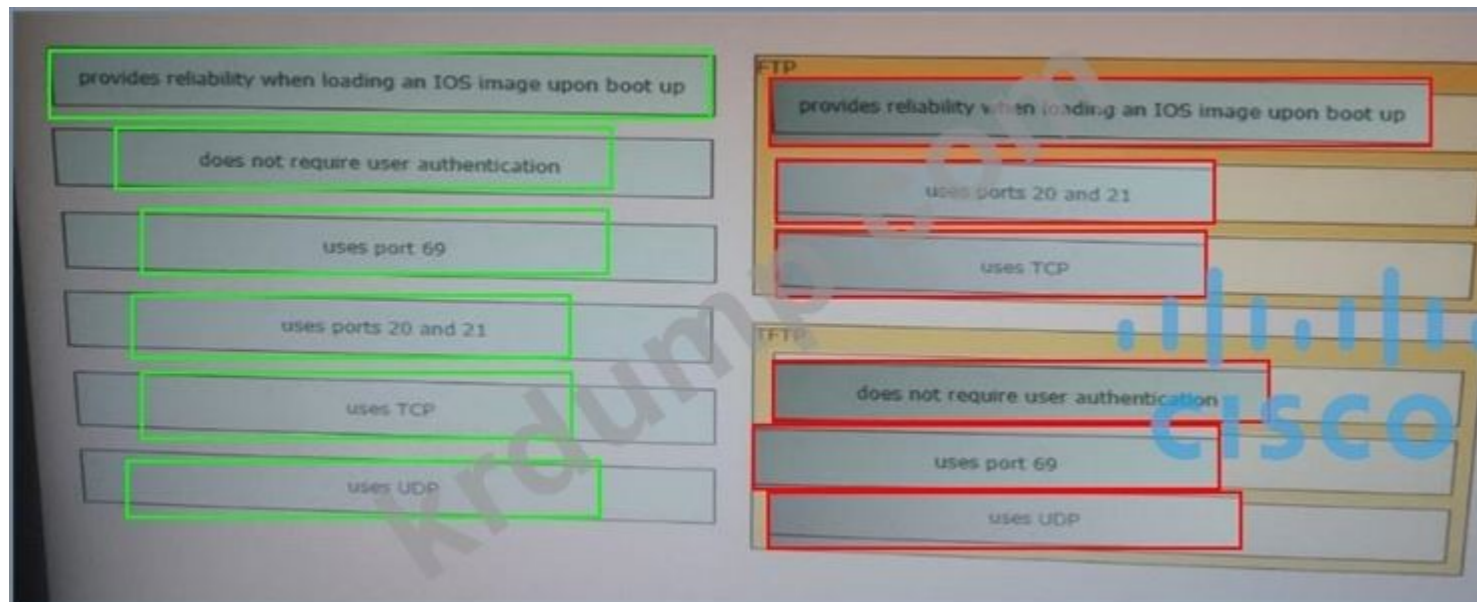 provides reliability when loading an IOS image upon boot up
does not require user authentication
uses port 69
uses ports 20 and 21
uses TCP
uses UDP
FTP
provides reliability when loading an IOS image upon boot up
uses ports 20 and 21
uses TCP
TFTP
does not require user authentication
uses port 69
uses UDP
CISCO
krdump.com